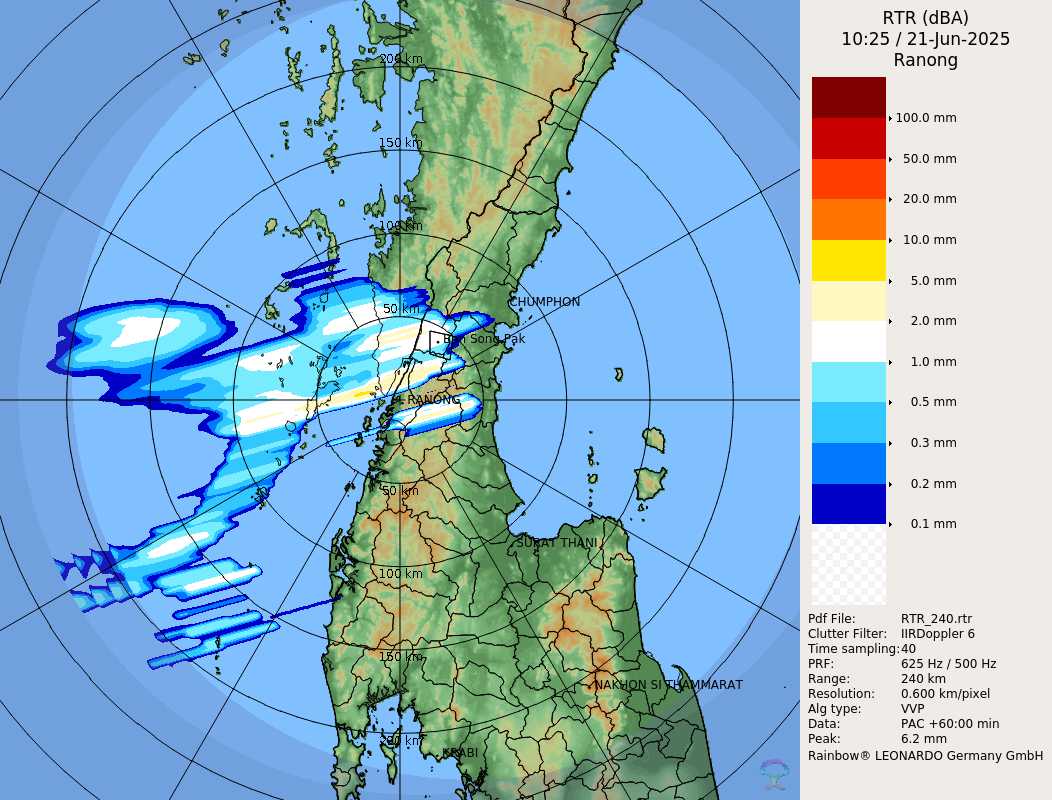 RTR (dBA)
10:25 / 21-Jun-2025
Ranong
200 km
150 km
100 km
50 km
CHUMPHON
Ban Song Pak
RANONG
50 km
SURAT THANI
100 km
150 km
NAKHON SI THAMMARAT
200 km
KRABI
100.0 mm
50.0 mm
20.0 mm
10.0 mm
5.0 mm
2.0 mm
1.0 mm
0.5 mm
0.3 mm
0.2 mm
0.1 mm
Pdf File: RTR_240.rtr
Clutter Filter: IIRDoppler 6
Time sampling:40
PRF: 625 Hz / 500 Hz
Range: 240 km
Resolution: 0.600 km/pixel
Alg type: VVP
Data: PAC +60:00 min
Peak: 6.2 mm
Rainbow® LEONARDO Germany GmbH